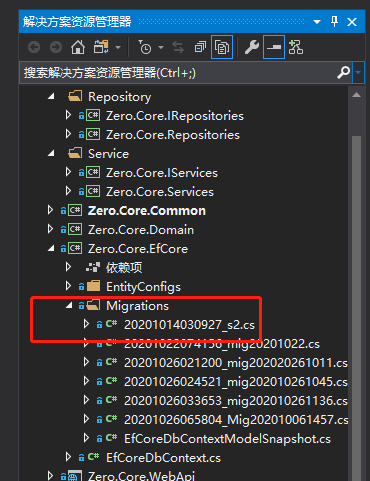 解决方案资源管理器
搜索解决方案资源管理器(Ctrl+;)
Repository
C# Zero.Core.IRepositories
C# Zero.Core.Repositories
Service
C# Zero.Core.IServices
C# Zero.Core.Services
C# Zero.Core.Common
C# Zero.Core.Domain
C# Zero.Core.EfCore
依赖项
EntityConfigs
Migrations
C# 20201014030927_s2.cs
C# 20201022074156_mig20201022.cs
C# 20201026021200_mig202020261011.cs
C# 20201026024521_mig202010261045.cs
C# 20201026033653_mig202010261136.cs
C# 20201026065804_Mig202010061457.cs
C# EfCoreDbContextModelSnapshot.cs
C# EfCoreDbContext.cs
Zero.Core.WebApi